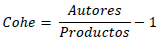 Cohe = Autores / Productos − 1